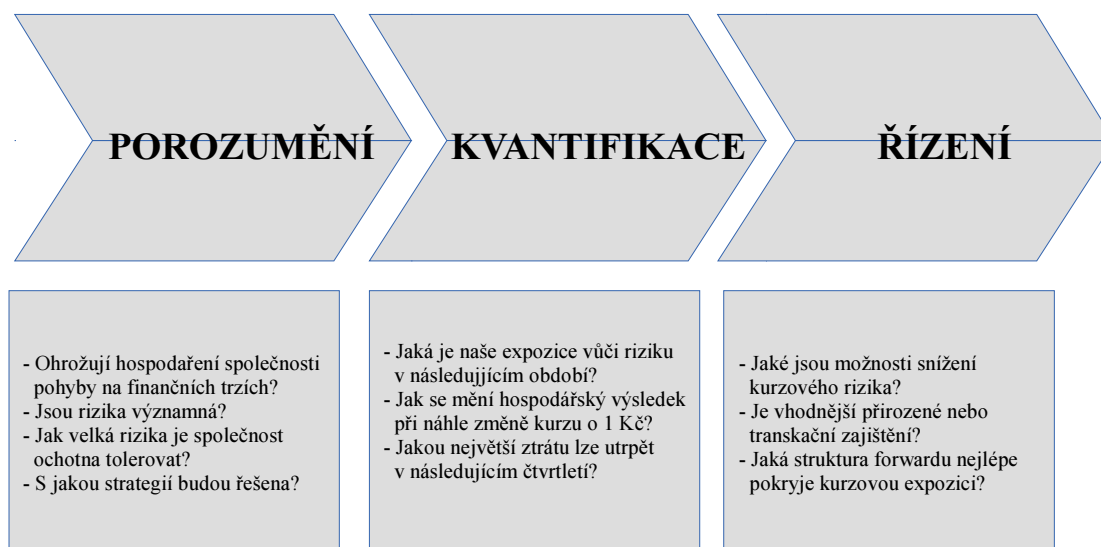 POROZUMĚNÍ
KVANTIFIKACE
ŘÍZENÍ
- Ohrožují hospodaření společnosti
pohyby na finančních trzích?
- Jsou rizika významná?
- Jak velká rizika je společnost
ochotna tolerovat?
- S jakou strategií budou řešena?
- Jaká je naše expozice vůči riziku
v následujjícím období?
- Jak se mění hospodářský výsledek
při náhle změně kurzu o 1 Kč?
- Jakou největší ztrátu lze utrpět
v následujícím čtvrtletí?
- Jaké jsou možnosti snížení
kurzového rizika?
- Je vhodnější přirozené nebo
transkační zajištění?
- Jaká struktura forwardu nejlépe
pokryje kurzovou expozici?